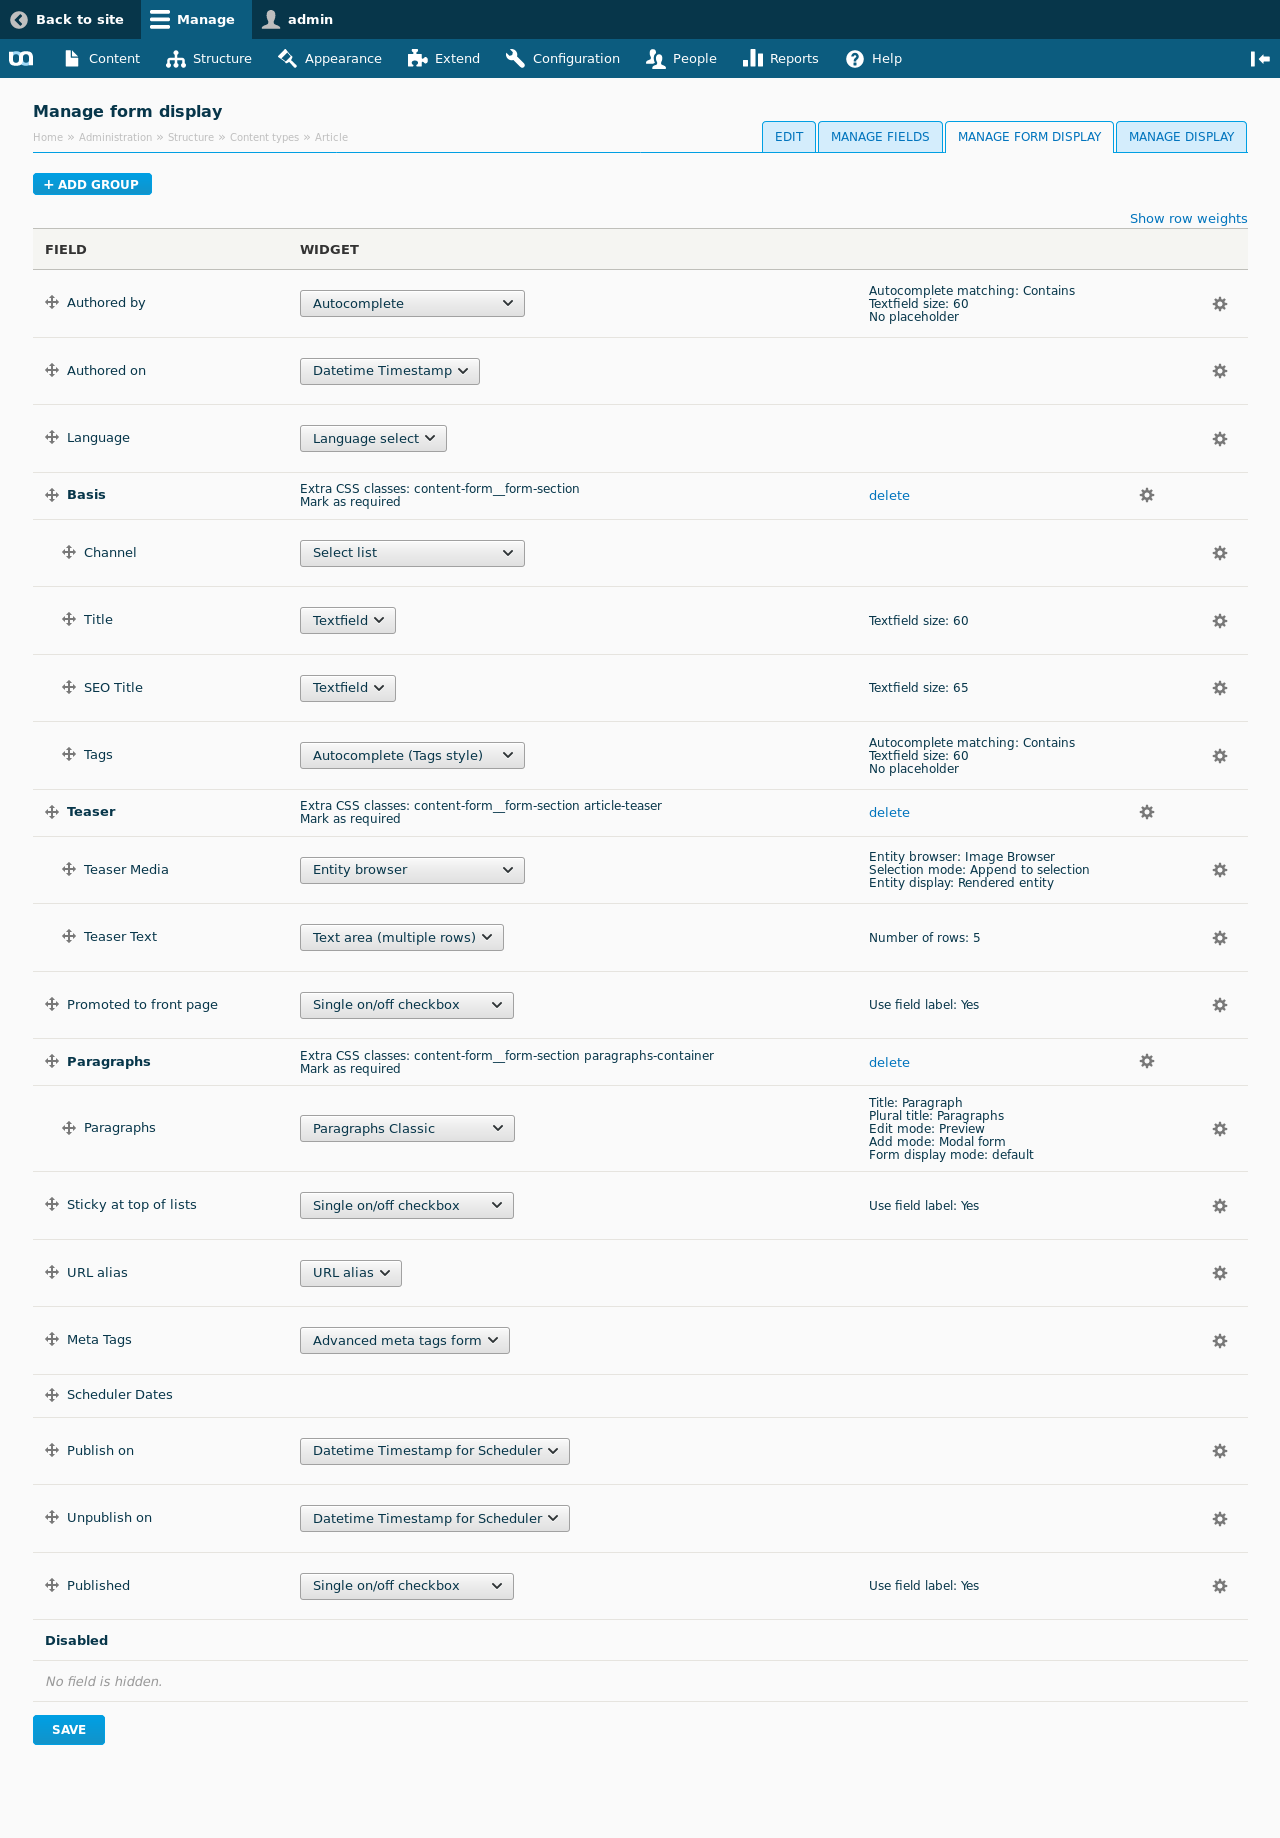 Back to site Manage admin
Content Structure Appearance Extend Configuration People Reports Help
Manage form display
Home » Administration » Structure » Content types » Article
EDIT MANAGE FIELDS MANAGE FORM DISPLAY MANAGE DISPLAY
+ ADD GROUP
Show row weights
FIELD WIDGET
Authored by Autocomplete Autocomplete matching: Contains
Textfield size: 60
No placeholder
Authored on Datetime Timestamp
Language Language select
Basis Extra CSS classes: content-form__form-section delete
Mark as required
Channel Select list
Title Textfield Textfield size: 60
SEO Title Textfield Textfield size: 65
Tags Autocomplete (Tags style) Autocomplete matching: Contains
Textfield size: 60
No placeholder
Teaser Extra CSS classes: content-form__form-section article-teaser delete
Mark as required
Teaser Media Entity browser Entity browser: Image Browser
Selection mode: Append to selection
Entity display: Rendered entity
Teaser Text Text area (multiple rows) Number of rows: 5
Promoted to front page Single on/off checkbox Use field label: Yes
Paragraphs Extra CSS classes: content-form__form-section paragraphs-container delete
Mark as required
Paragraphs Paragraphs Classic Title: Paragraph
Plural title: Paragraphs
Edit mode: Preview
Add mode: Modal form
Form display mode: default
Sticky at top of lists Single on/off checkbox Use field label: Yes
URL alias URL alias
Meta Tags Advanced meta tags form
Scheduler Dates
Publish on Datetime Timestamp for Scheduler
Unpublish on Datetime Timestamp for Scheduler
Published Single on/off checkbox Use field label: Yes
Disabled
No field is hidden.
SAVE